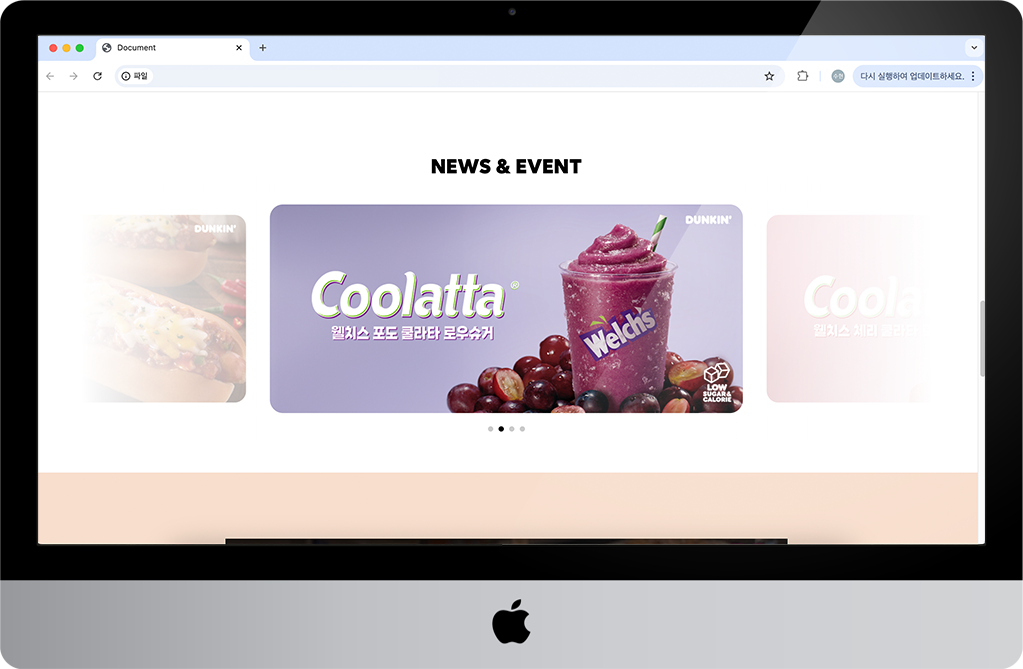 Document
파일
다시 실행하여 업데이트하세요.
NEWS & EVENT
DUNKIN'
DUNKIN'
Coolatta®
웰치스 포도 쿨라타 로우슈거
Welch's
LOW
SUGAR&
CALORIE
Coola
웰치스 체리 쿨라타